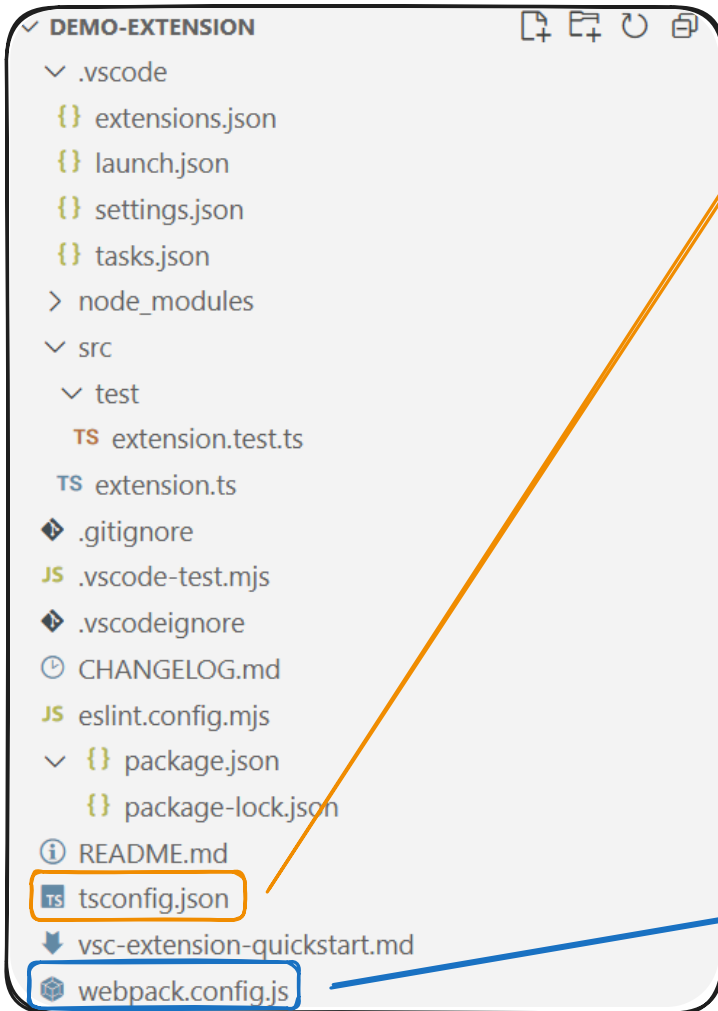 DEMO-EXTENSION
.vscode
{} extensions.json
{} launch.json
{} settings.json
{} tasks.json
node_modules
src
test
TS extension.test.ts
TS extension.ts
.gitignore
JS .vscode-test.mjs
.vscodeignore
CHANGELOG.md
JS eslint.config.mjs
{} package.json
{} package-lock.json
README.md
TS tsconfig.json
vsc-extension-quickstart.md
webpack.config.js